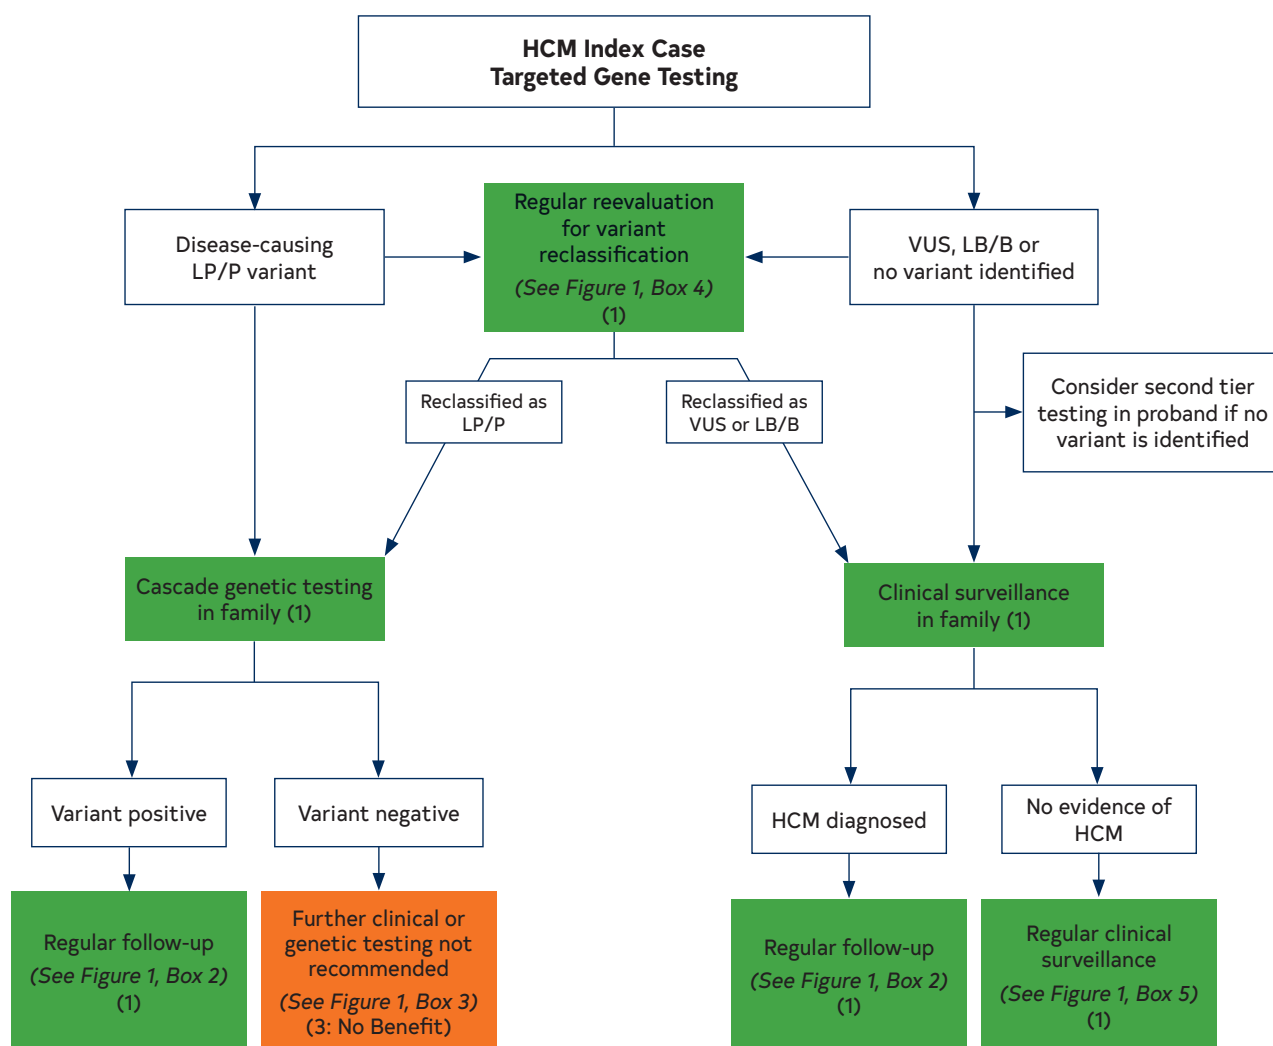 HCM Index Case
Targeted Gene Testing
Disease-causing
LP/P variant
Regular reevaluation
for variant
reclassification
(See Figure 1, Box 4)
(1)
VUS, LB/B or
no variant identified
Reclassified as
LP/P
Reclassified as
VUS or LB/B
Consider second tier
testing in proband if no
variant is identified
Cascade genetic testing
in family (1)
Clinical surveillance
in family (1)
Variant positive
Variant negative
HCM diagnosed
No evidence of
HCM
Regular follow-up
(See Figure 1, Box 2)
(1)
Further clinical or
genetic testing not
recommended
(See Figure 1, Box 3)
(3: No Benefit)
Regular follow-up
(See Figure 1, Box 2)
(1)
Regular clinical
surveillance
(See Figure 1, Box 5)
(1)